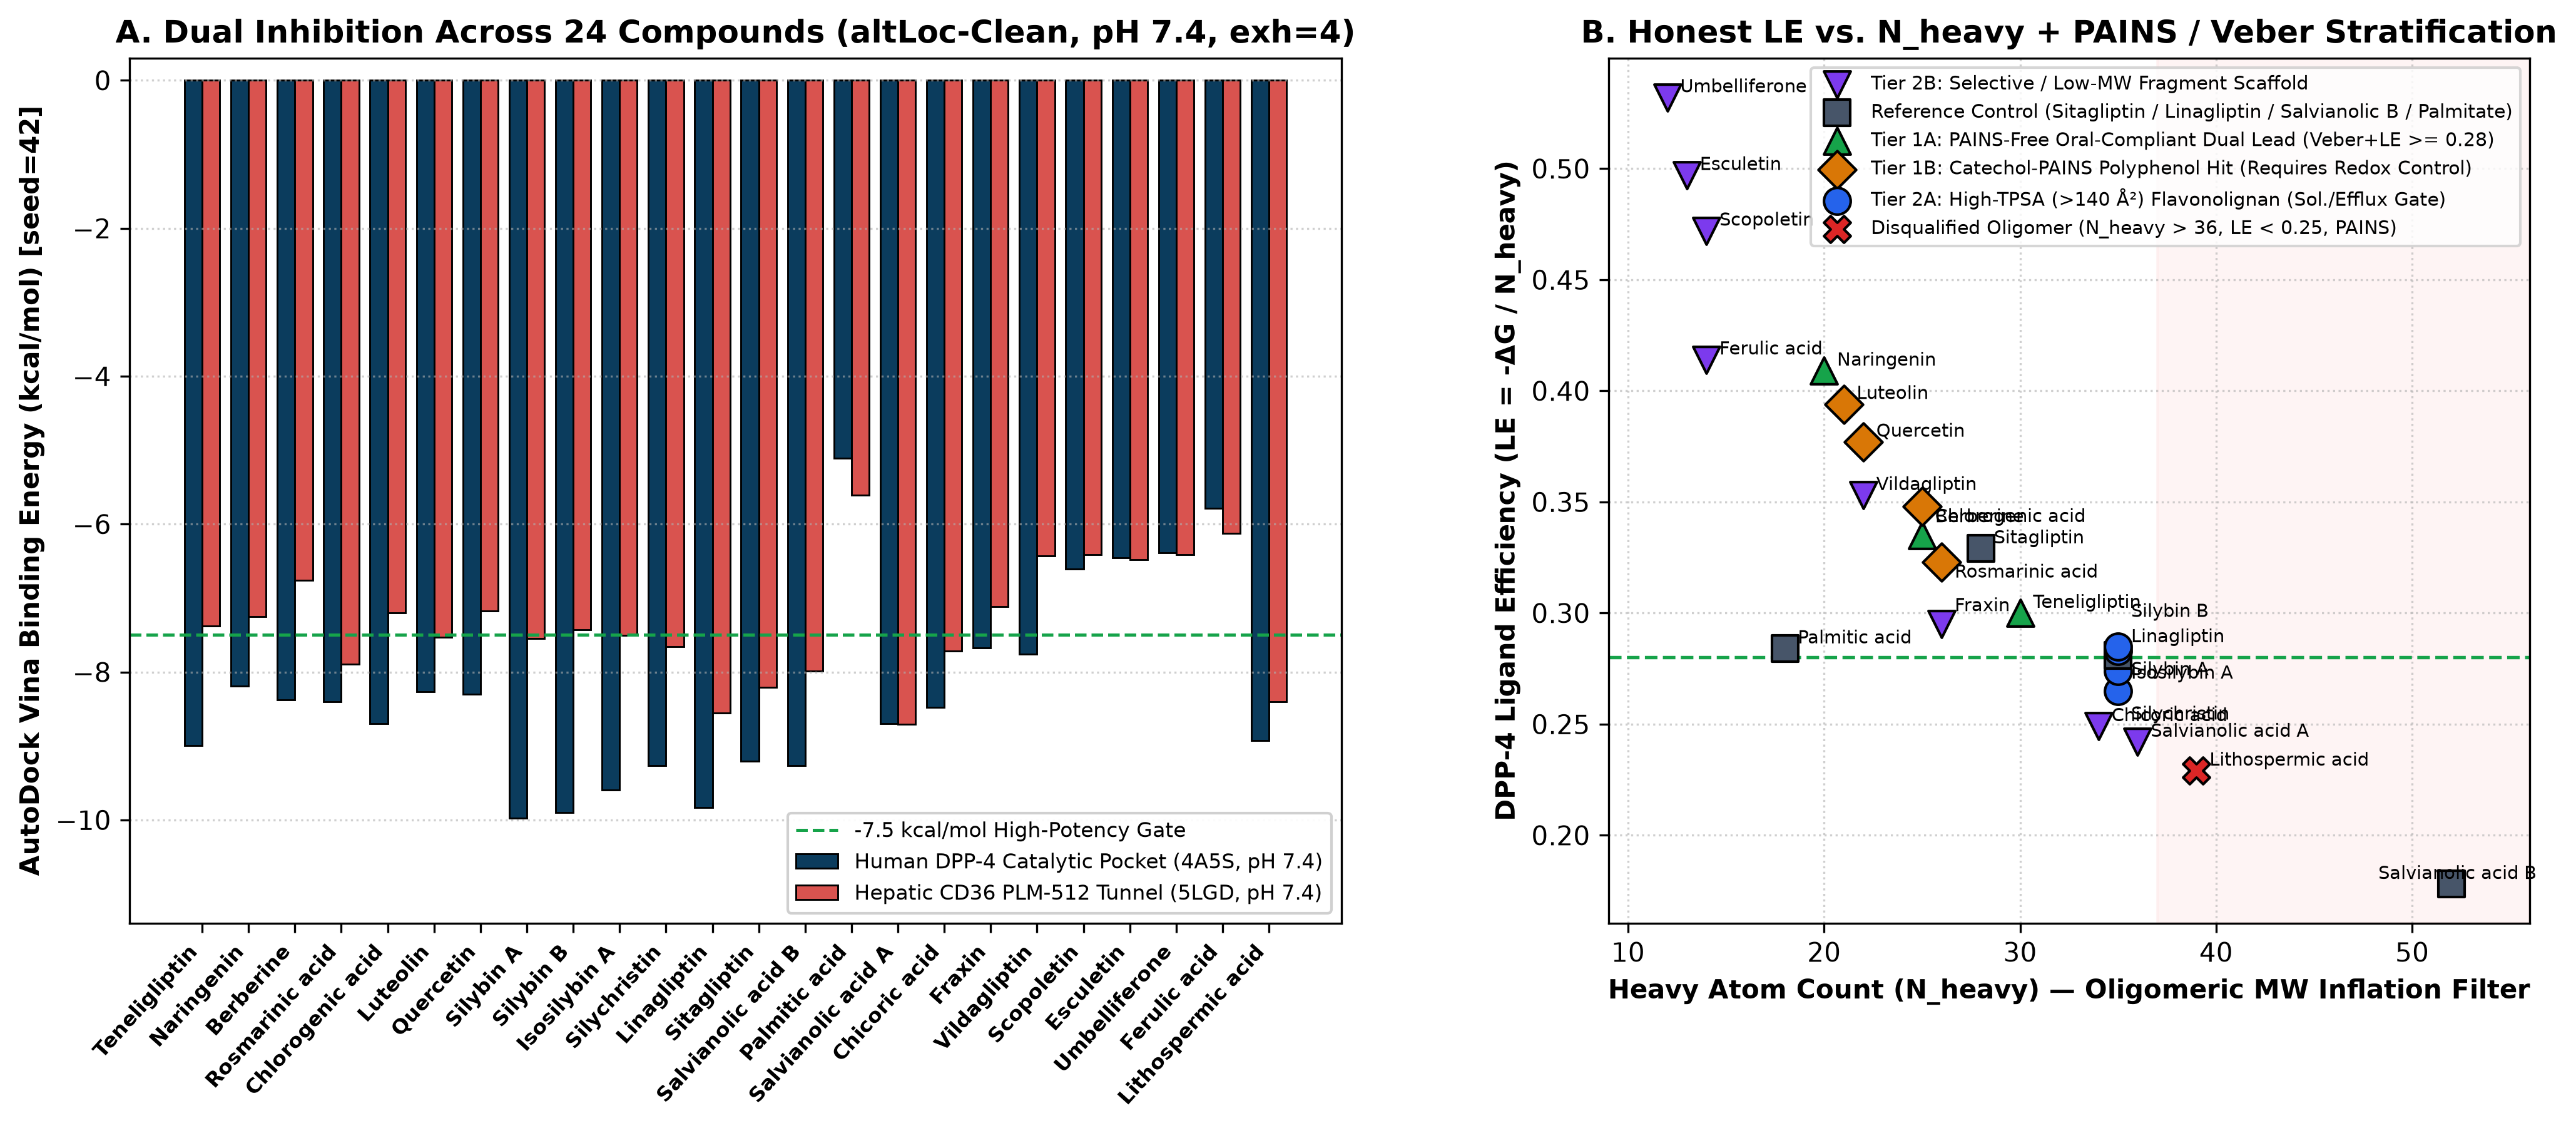 A. Dual Inhibition Across 24 Compounds (altLoc-Clean, pH 7.4, exh=4)
AutoDock Vina Binding Energy (kcal/mol) [seed=42]
0
−2
−4
−6
−8
−10
-7.5 kcal/mol High-Potency Gate
Human DPP-4 Catalytic Pocket (4A5S, pH 7.4)
Hepatic CD36 PLM-512 Tunnel (5LGD, pH 7.4)
Teneligliptin
Naringenin
Berberine
Rosmarinic acid
Chlorogenic acid
Luteolin
Quercetin
Silybin A
Silybin B
Isosilybin A
Silychristin
Linagliptin
Sitagliptin
Salvianolic acid B
Palmitic acid
Salvianolic acid A
Chicoric acid
Fraxin
Vildagliptin
Scopoletin
Esculetin
Umbelliferone
Ferulic acid
Lithospermic acid
B. Honest LE vs. N_heavy + PAINS / Veber Stratification
DPP-4 Ligand Efficiency (LE = -ΔG / N_heavy)
0.50
0.45
0.40
0.35
0.30
0.25
0.20
Tier 2B: Selective / Low-MW Fragment Scaffold
Reference Control (Sitagliptin / Linagliptin / Salvianolic B / Palmitate)
Tier 1A: PAINS-Free Oral-Compliant Dual Lead (Veber+LE >= 0.28)
Tier 1B: Catechol-PAINS Polyphenol Hit (Requires Redox Control)
Tier 2A: High-TPSA (>140 Å²) Flavonolignan (Sol./Efflux Gate)
Disqualified Oligomer (N_heavy > 36, LE < 0.25, PAINS)
Umbelliferone
Esculetin
Scopoletin
Ferulic acid
Naringenin
Luteolin
Quercetin
Vildagliptin
Chlorogenic acid
Berberine
Sitagliptin
Rosmarinic acid
Fraxin
Teneligliptin
Silybin B
Palmitic acid
Linagliptin
Silybin A
Isosilybin A
Silychristin
Chicoric acid
Salvianolic acid A
Lithospermic acid
Salvianolic acid B
10
20
30
40
50
Heavy Atom Count (N_heavy) — Oligomeric MW Inflation Filter